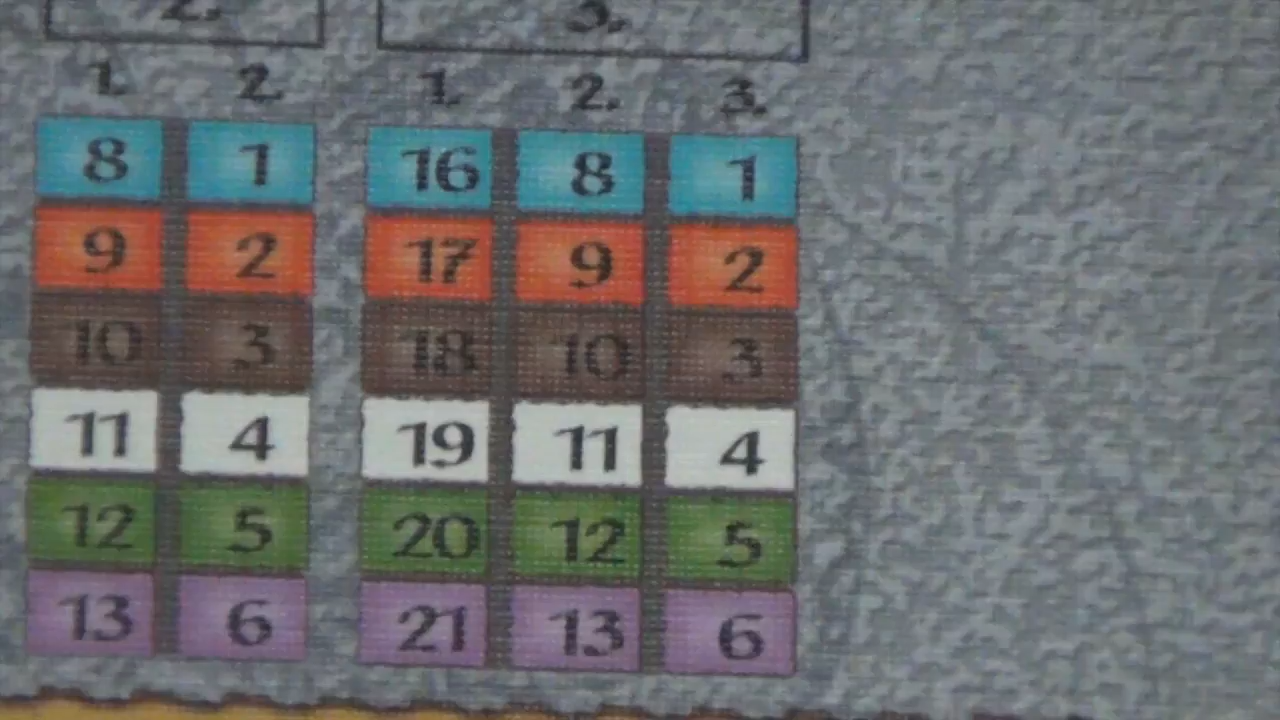 2. 3.
1. 2. 1. 2. 3.
8 1 16 8 1
9 2 17 9 2
10 3 18 10 3
11 4 19 11 4
12 5 20 12 5
13 6 21 13 6